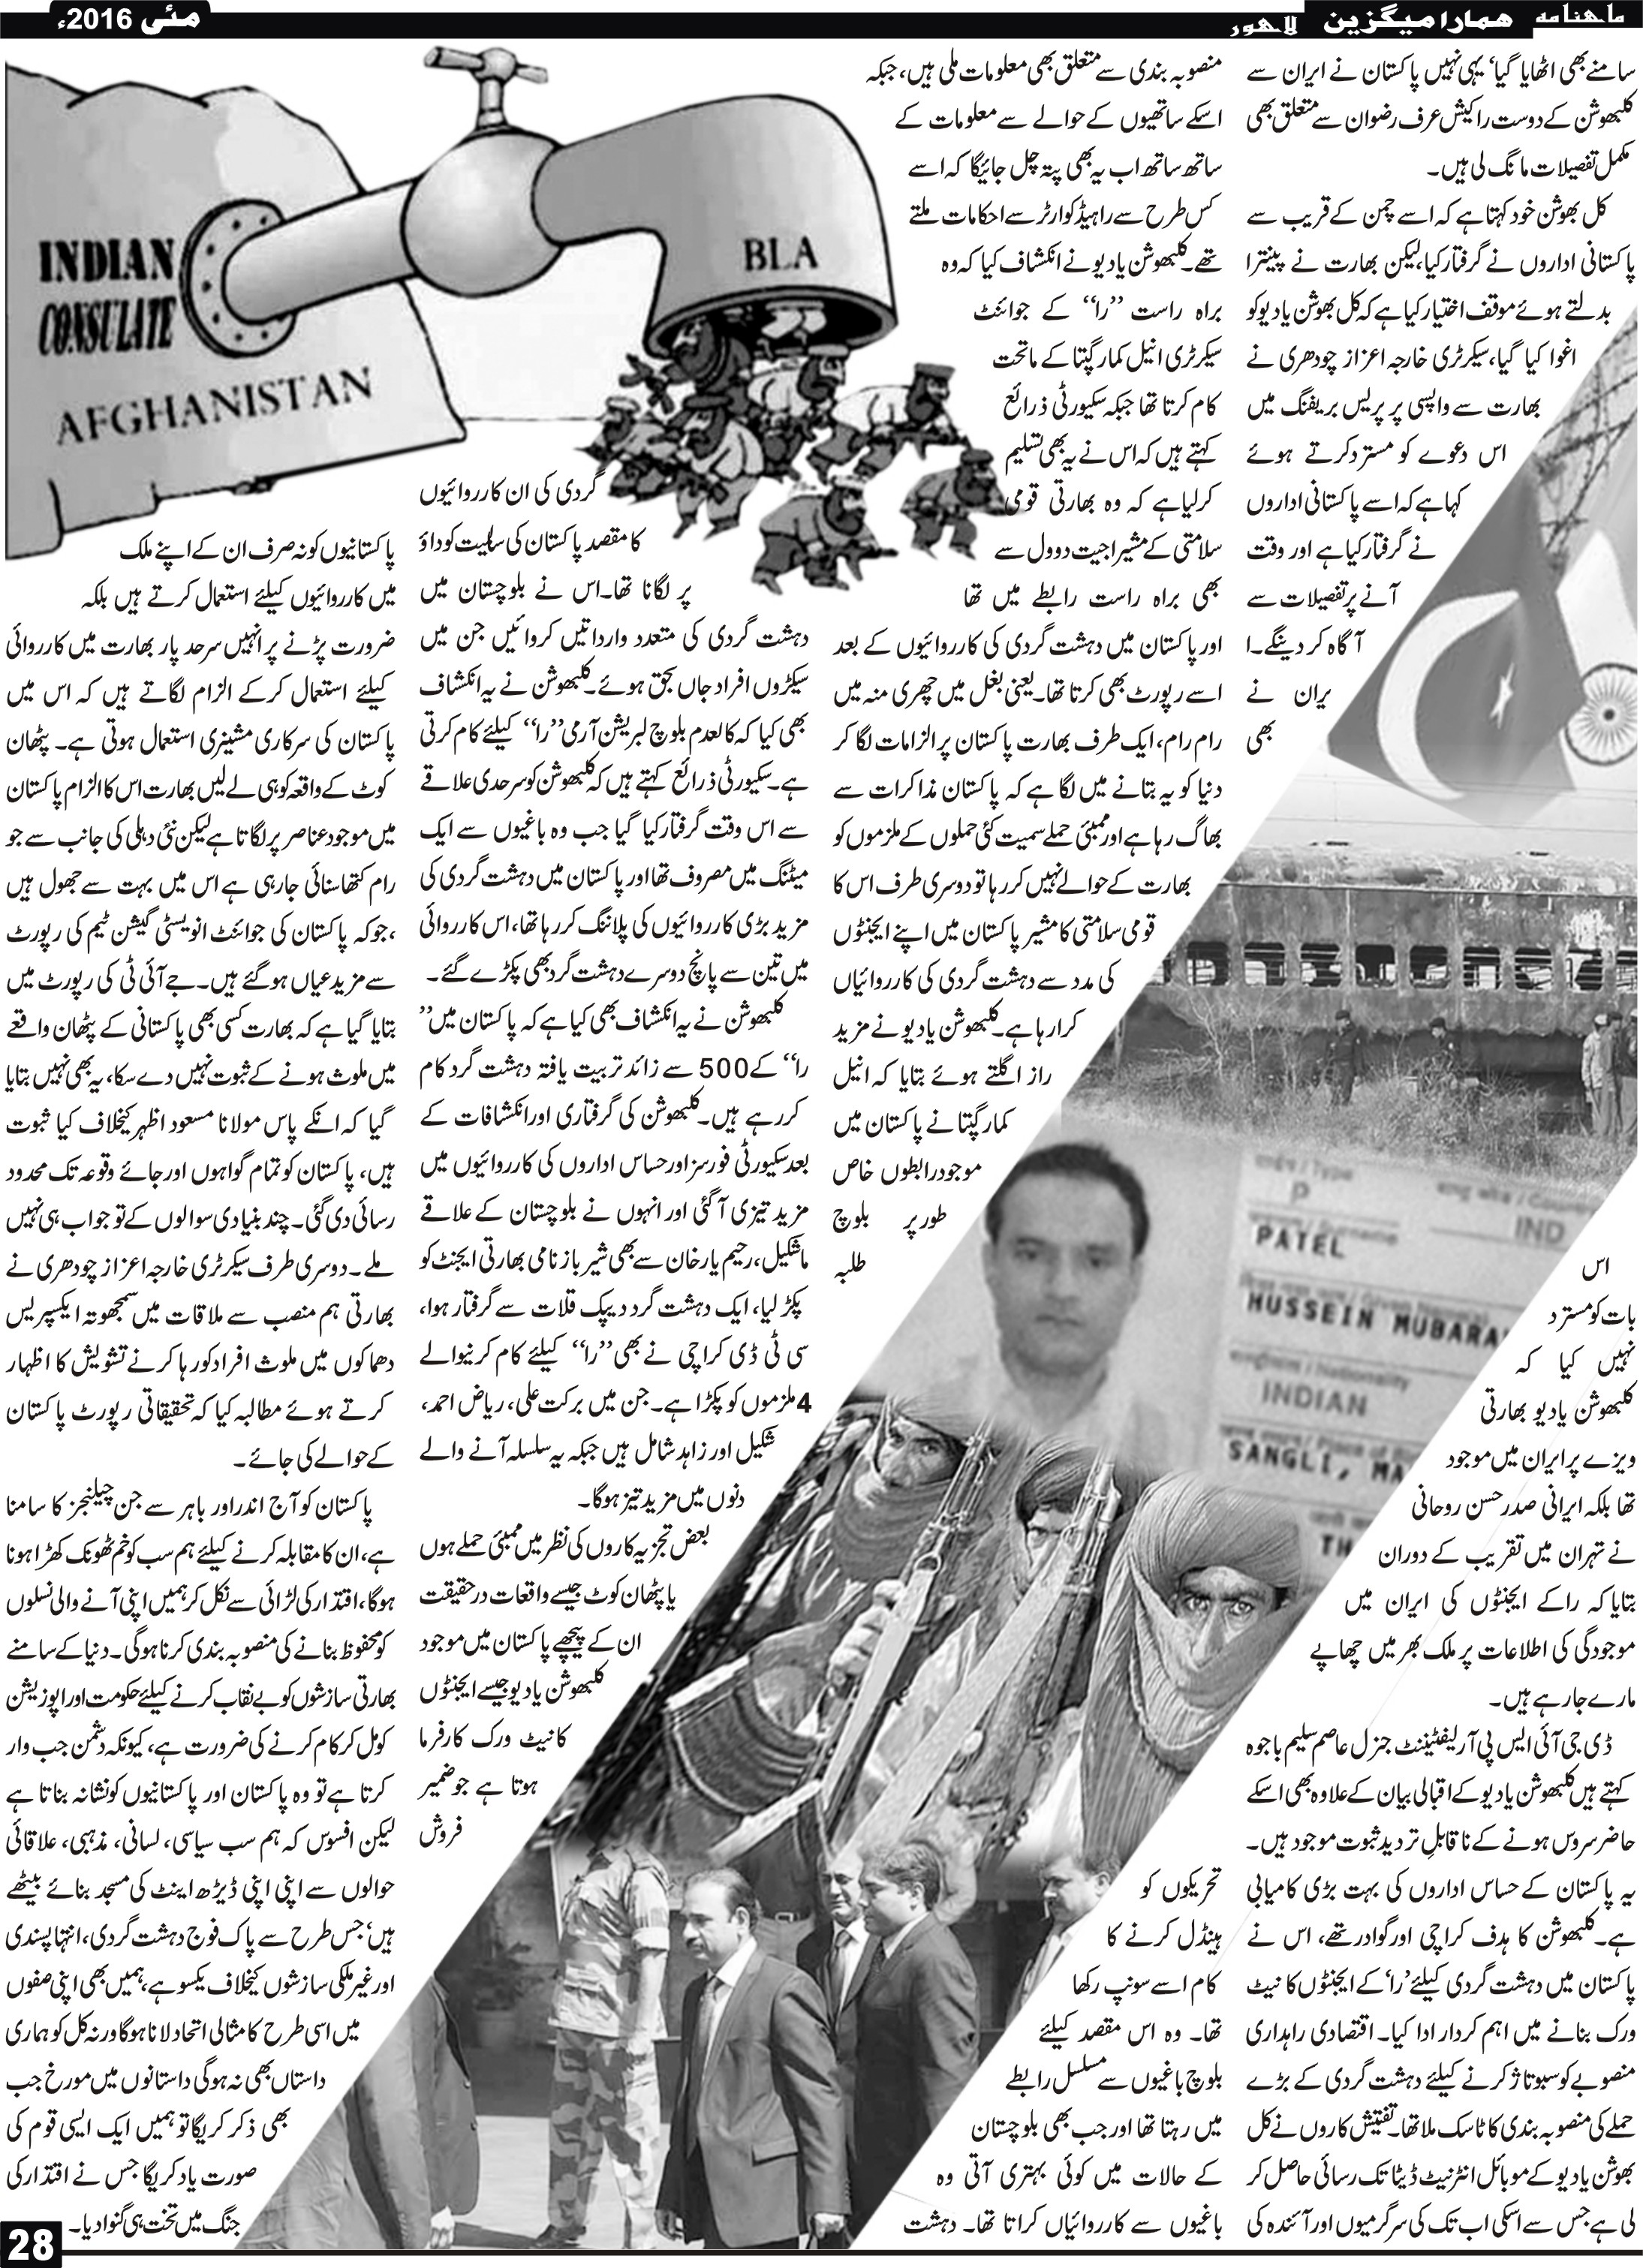 ماہنامہ ہمارا میگزین لاہور
مئی 2016ء
سامنے بھی اٹھایا گیا‘ یہی نہیں پاکستان نے ایران سے
کلبھوشن کے دوست راکیش عرف رضوان سے متعلق بھی
مکمل تفصیلات مانگ لی ہیں۔
کل بھوشن خود کہتا ہے کہ اسے چمن کے قریب سے
پاکستانی اداروں نے گرفتار کیا، لیکن بھارت نے پینترا
بدلتے ہوئے موقف اختیار کیا ہے کہ کل بھوشن یادیو کو
اغوا کیا گیا، سیکرٹری خارجہ اعزاز چودھری نے
بھارت سے واپسی پر پریس بریفنگ میں
اس دعوے کو مسترد کرتے ہوئے
کہا ہے کہ اسے پاکستانی اداروں
نے گرفتار کیا ہے اور وقت
آنے پر تفصیلات سے
آگاہ کر دینگے۔ا
یران نے
بھی
اس
بات کو مسترد
نہیں کیا کہ
کلبھوشن یادیو بھارتی
ویزے پر ایران میں موجود
تھا بلکہ ایرانی صدر حسن روحانی
نے تہران میں تقریب کے دوران
بتایا کہ را کے ایجنٹوں کی ایران میں
موجودگی کی اطلاعات پر ملک بھر میں چھاپے
مارے جا رہے ہیں۔
ڈی جی آئی ایس پی آر لیفٹیننٹ جنرل عاصم سلیم باجوہ
کہتے ہیں کلبھوشن یادیو کے اقبالی بیان کے علاوہ بھی اسکے
حاضر سروس ہونے کے ناقابلِ تردید ثبوت موجود ہیں۔
یہ پاکستان کے حساس اداروں کی بہت بڑی کامیابی
ہے۔ کلبھوشن کا ہدف کراچی اور گوادر تھے، اس نے
پاکستان میں دہشت گردی کیلئے ’را‘ کے ایجنٹوں کا نیٹ
ورک بنانے میں اہم کردار ادا کیا۔ اقتصادی راہداری
منصوبے کو سبوتاژ کرنے کیلئے دہشت گردی کے بڑے
حملے کی منصوبہ بندی کا ٹاسک ملا تھا۔ تفتیش کاروں نے کل
بھوشن یادیو کے موبائل انٹرنیٹ ڈیٹا تک رسائی حاصل کر
لی ہے جس سے اسکی اب تک کی سرگرمیوں اور آئندہ کی
منصوبہ بندی سے متعلق بھی معلومات ملی ہیں، جبکہ
اسکے ساتھیوں کے حوالے سے معلومات کے
ساتھ ساتھ اب یہ بھی پتہ چل جائیگا کہ اسے
کس طرح سے را ہیڈ کوارٹر سے احکامات ملتے
تھے۔ کلبھوشن یادیو نے انکشاف کیا کہ وہ
براہ راست ’’را‘‘ کے جوائنٹ
سیکرٹری انیل کمار گپتا کے ماتحت
کام کرتا تھا جبکہ سکیورٹی ذرائع
کہتے ہیں کہ اس نے یہ بھی تسلیم
کر لیا ہے کہ وہ بھارتی قومی
سلامتی کے مشیر اجیت دوول سے
بھی براہ راست رابطے میں تھا
اور پاکستان میں دہشت گردی کی کارروائیوں کے بعد
اسے رپورٹ بھی کرتا تھا۔ یعنی بغل میں چھری منہ میں
رام رام، ایک طرف بھارت پاکستان پر الزامات لگا کر
دنیا کو یہ بتانے میں لگا ہے کہ پاکستان مذاکرات سے
بھاگ رہا ہے اور ممبئی حملے سمیت کئی حملوں کے ملزموں کو
بھارت کے حوالے نہیں کر رہا تو دوسری طرف اس کا
قومی سلامتی کا مشیر پاکستان میں اپنے ایجنٹوں
کی مدد سے دہشت گردی کی کارروائیاں
کرا رہا ہے۔ کلبھوشن یادیو نے مزید
راز اگلتے ہوئے بتایا کہ انیل
کمار گپتا نے پاکستان میں
موجود رابطوں خاص
طور پر بلوچ
طلبہ
تحریکوں کو
ہینڈل کرنے کا
کام اسے سونپ رکھا
تھا۔ وہ اس مقصد کیلئے
بلوچ باغیوں سے مسلسل رابطے
میں رہتا تھا اور جب بھی بلوچستان
کے حالات میں کوئی بہتری آتی وہ
باغیوں سے کارروائیاں کراتا تھا۔ دہشت
گردی کی ان کارروائیوں
کا مقصد پاکستان کی سالمیت کو داؤ
پر لگانا تھا۔ اس نے بلوچستان میں
دہشت گردی کی متعدد وارداتیں کروائیں جن میں
سیکڑوں افراد جاں بحق ہوئے۔ کلبھوشن نے یہ انکشاف
بھی کیا کہ کالعدم بلوچ لبریشن آرمی ’’را‘‘ کیلئے کام کرتی
ہے۔ سکیورٹی ذرائع کہتے ہیں کہ کلبھوشن کو سرحدی علاقے
سے اس وقت گرفتار کیا گیا جب وہ باغیوں سے ایک
میٹنگ میں مصروف تھا اور پاکستان میں دہشت گردی کی
مزید بڑی کارروائیوں کی پلاننگ کر رہا تھا، اس کارروائی
میں تین سے پانچ دوسرے دہشت گرد بھی پکڑے گئے۔
کلبھوشن نے یہ انکشاف بھی کیا ہے کہ پاکستان میں ’’
را‘‘ کے 500 سے زائد تربیت یافتہ دہشت گرد کام
کر رہے ہیں۔ کلبھوشن کی گرفتاری اور انکشافات کے
بعد سکیورٹی فورسز اور حساس اداروں کی کارروائیوں میں
مزید تیزی آ گئی اور انہوں نے بلوچستان کے علاقے
ماشکیل، رحیم یار خان سے بھی شیر باز نامی بھارتی ایجنٹ کو
پکڑ لیا، ایک دہشت گرد دیپک قلات سے گرفتار ہوا،
سی ٹی ڈی کراچی نے بھی ’’را‘‘ کیلئے کام کرنیوالے
4 ملزموں کو پکڑا ہے۔ جن میں برکت علی، ریاض احمد،
شکیل اور زاہد شامل ہیں جبکہ یہ سلسلہ آنے والے
دنوں میں مزید تیز ہوگا۔
بعض تجزیہ کاروں کی نظر میں ممبئی حملے ہوں
یا پٹھان کوٹ جیسے واقعات درحقیقت
ان کے پیچھے پاکستان میں موجود
کلبھوشن یادیو جیسے ایجنٹوں
کا نیٹ ورک کارفرما
ہوتا ہے جو ضمیر
فروش
پاکستانیوں کو نہ صرف ان کے اپنے ملک
میں کارروائیوں کیلئے استعمال کرتے ہیں بلکہ
ضرورت پڑنے پر انہیں سرحد پار بھارت میں کارروائی
کیلئے استعمال کرکے الزام لگاتے ہیں کہ اس میں
پاکستان کی سرکاری مشینری استعمال ہوتی ہے۔ پٹھان
کوٹ کے واقعہ کو ہی لے لیں بھارت اس کا الزام پاکستان
میں موجود عناصر پر لگاتا ہے لیکن نئی دہلی کی جانب سے جو
رام کتھا سنائی جا رہی ہے اس میں بہت سے جھول ہیں
،جو کہ پاکستان کی جوائنٹ انویسٹی گیشن ٹیم کی رپورٹ
سے مزید عیاں ہو گئے ہیں۔ جے آئی ٹی کی رپورٹ میں
بتایا گیا ہے کہ بھارت کسی بھی پاکستانی کے پٹھان واقعے
میں ملوث ہونے کے ثبوت نہیں دے سکا، یہ بھی نہیں بتایا
گیا کہ انکے پاس مولانا مسعود اظہر کیخلاف کیا ثبوت
ہیں، پاکستان کو تمام گواہوں اور جائے وقوعہ تک محدود
رسائی دی گئی۔ چند بنیادی سوالوں کے تو جواب ہی نہیں
ملے۔ دوسری طرف سیکرٹری خارجہ اعزاز چودھری نے
بھارتی ہم منصب سے ملاقات میں سمجھوتہ ایکسپریس
دھماکوں میں ملوث افراد کو رہا کرنے تشویش کا اظہار
کرتے ہوئے مطالبہ کیا کہ تحقیقاتی رپورٹ پاکستان
کے حوالے کی جائے۔
پاکستان کو آج اندر اور باہر سے جن چیلنجز کا سامنا
ہے، ان کا مقابلہ کرنے کیلئے ہم سب کو خم ٹھونک کھڑا ہونا
ہوگا، اقتدار کی لڑائی سے نکل کر ہمیں اپنی آنے والی نسلوں
کو محفوظ بنانے کی منصوبہ بندی کرنا ہوگی۔ دنیا کے سامنے
بھارتی سازشوں کو بے نقاب کرنے کیلئے حکومت اور اپوزیشن
کو مل کر کام کرنے کی ضرورت ہے، کیونکہ دشمن جب وار
کرتا ہے تو وہ پاکستان اور پاکستانیوں کو نشانہ بناتا ہے
لیکن افسوس کہ ہم سب سیاسی، لسانی، مذہبی، علاقائی
حوالوں سے اپنی اپنی ڈیڑھ اینٹ کی مسجد بنائے بیٹھے
ہیں‘ جس طرح سے پاک فوج دہشت گردی، انتہا پسندی
اور غیر ملکی سازشوں کیخلاف یکسو ہے، ہمیں بھی اپنی صفوں
میں اسی طرح کا مثالی اتحاد لانا ہوگا ورنہ کل کو ہماری
داستاں بھی نہ ہوگی داستانوں میں مورخ جب
بھی ذکر کریگا تو ہمیں ایک ایسی قوم کی
صورت یاد کریگا جس نے اقتدار کی
جنگ میں تخت ہی گنوا دیا۔
INDIAN
CONSULATE
AFGHANISTAN
BLA
P
IND
PATEL
HUSSEIN MUBARA
INDIAN
SANGLI, MA
TH
28